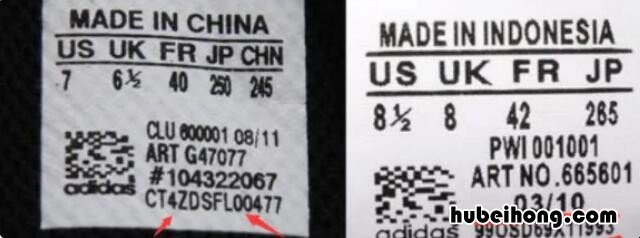 MADE IN CHINA
US UK FR JP CHN
7 6½ 40 250 245
CLU 600001 08/11
ART G47077
#104322067
adidas
CT4ZDSFL00477
MADE IN INDONESIA
US UK FR JP
8½ 8 42 265
PWI 001001
ART NO.665601
03/10
adidas
hubeihong.com